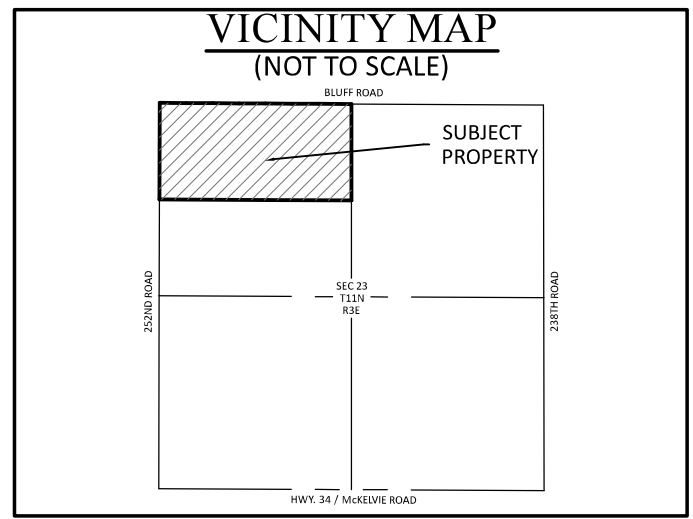 VICINITY MAP
(NOT TO SCALE)
BLUFF ROAD
SUBJECT
PROPERTY
252ND ROAD
SEC 23
T11N
R3E
238TH ROAD
HWY. 34 / McKELVIE ROAD